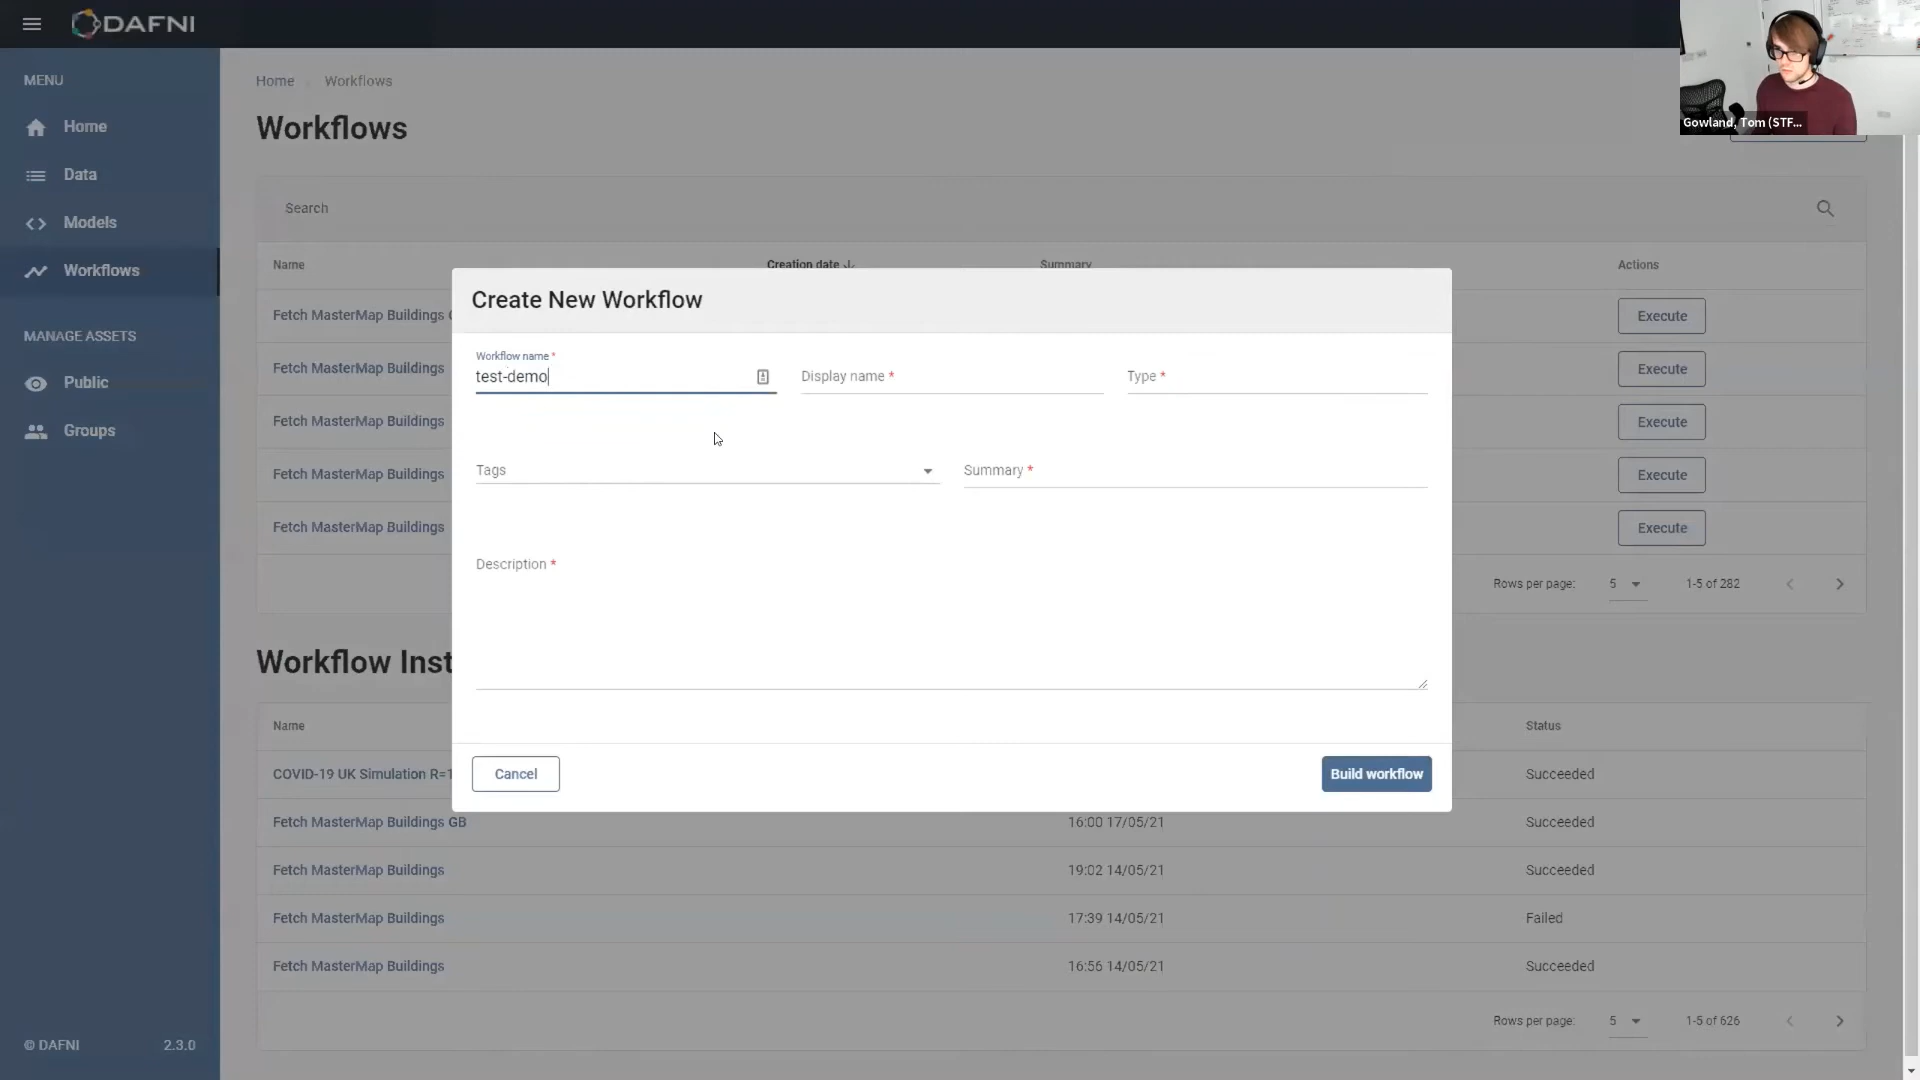 DAFNI
Gowland, Tom (STF...
MENU
Home
Data
Models
Workflows
MANAGE ASSETS
Public
Groups
© DAFNI 2.3.0
Home Workflows
Workflows
Search
Name Creation date Summary Actions
Fetch MasterMap Buildings Execute
Fetch MasterMap Buildings Execute
Fetch MasterMap Buildings Execute
Fetch MasterMap Buildings Execute
Fetch MasterMap Buildings Execute
Rows per page: 5 1-5 of 282
Create New Workflow
Workflow name *
test-demo
Display name *
Type *
Tags
Summary *
Description *
Cancel
Build workflow
Workflow Inst
Name Status
COVID-19 UK Simulation R=1 Succeeded
Fetch MasterMap Buildings GB 16:00 17/05/21 Succeeded
Fetch MasterMap Buildings 19:02 14/05/21 Succeeded
Fetch MasterMap Buildings 17:39 14/05/21 Failed
Fetch MasterMap Buildings 16:56 14/05/21 Succeeded
Rows per page: 5 1-5 of 626